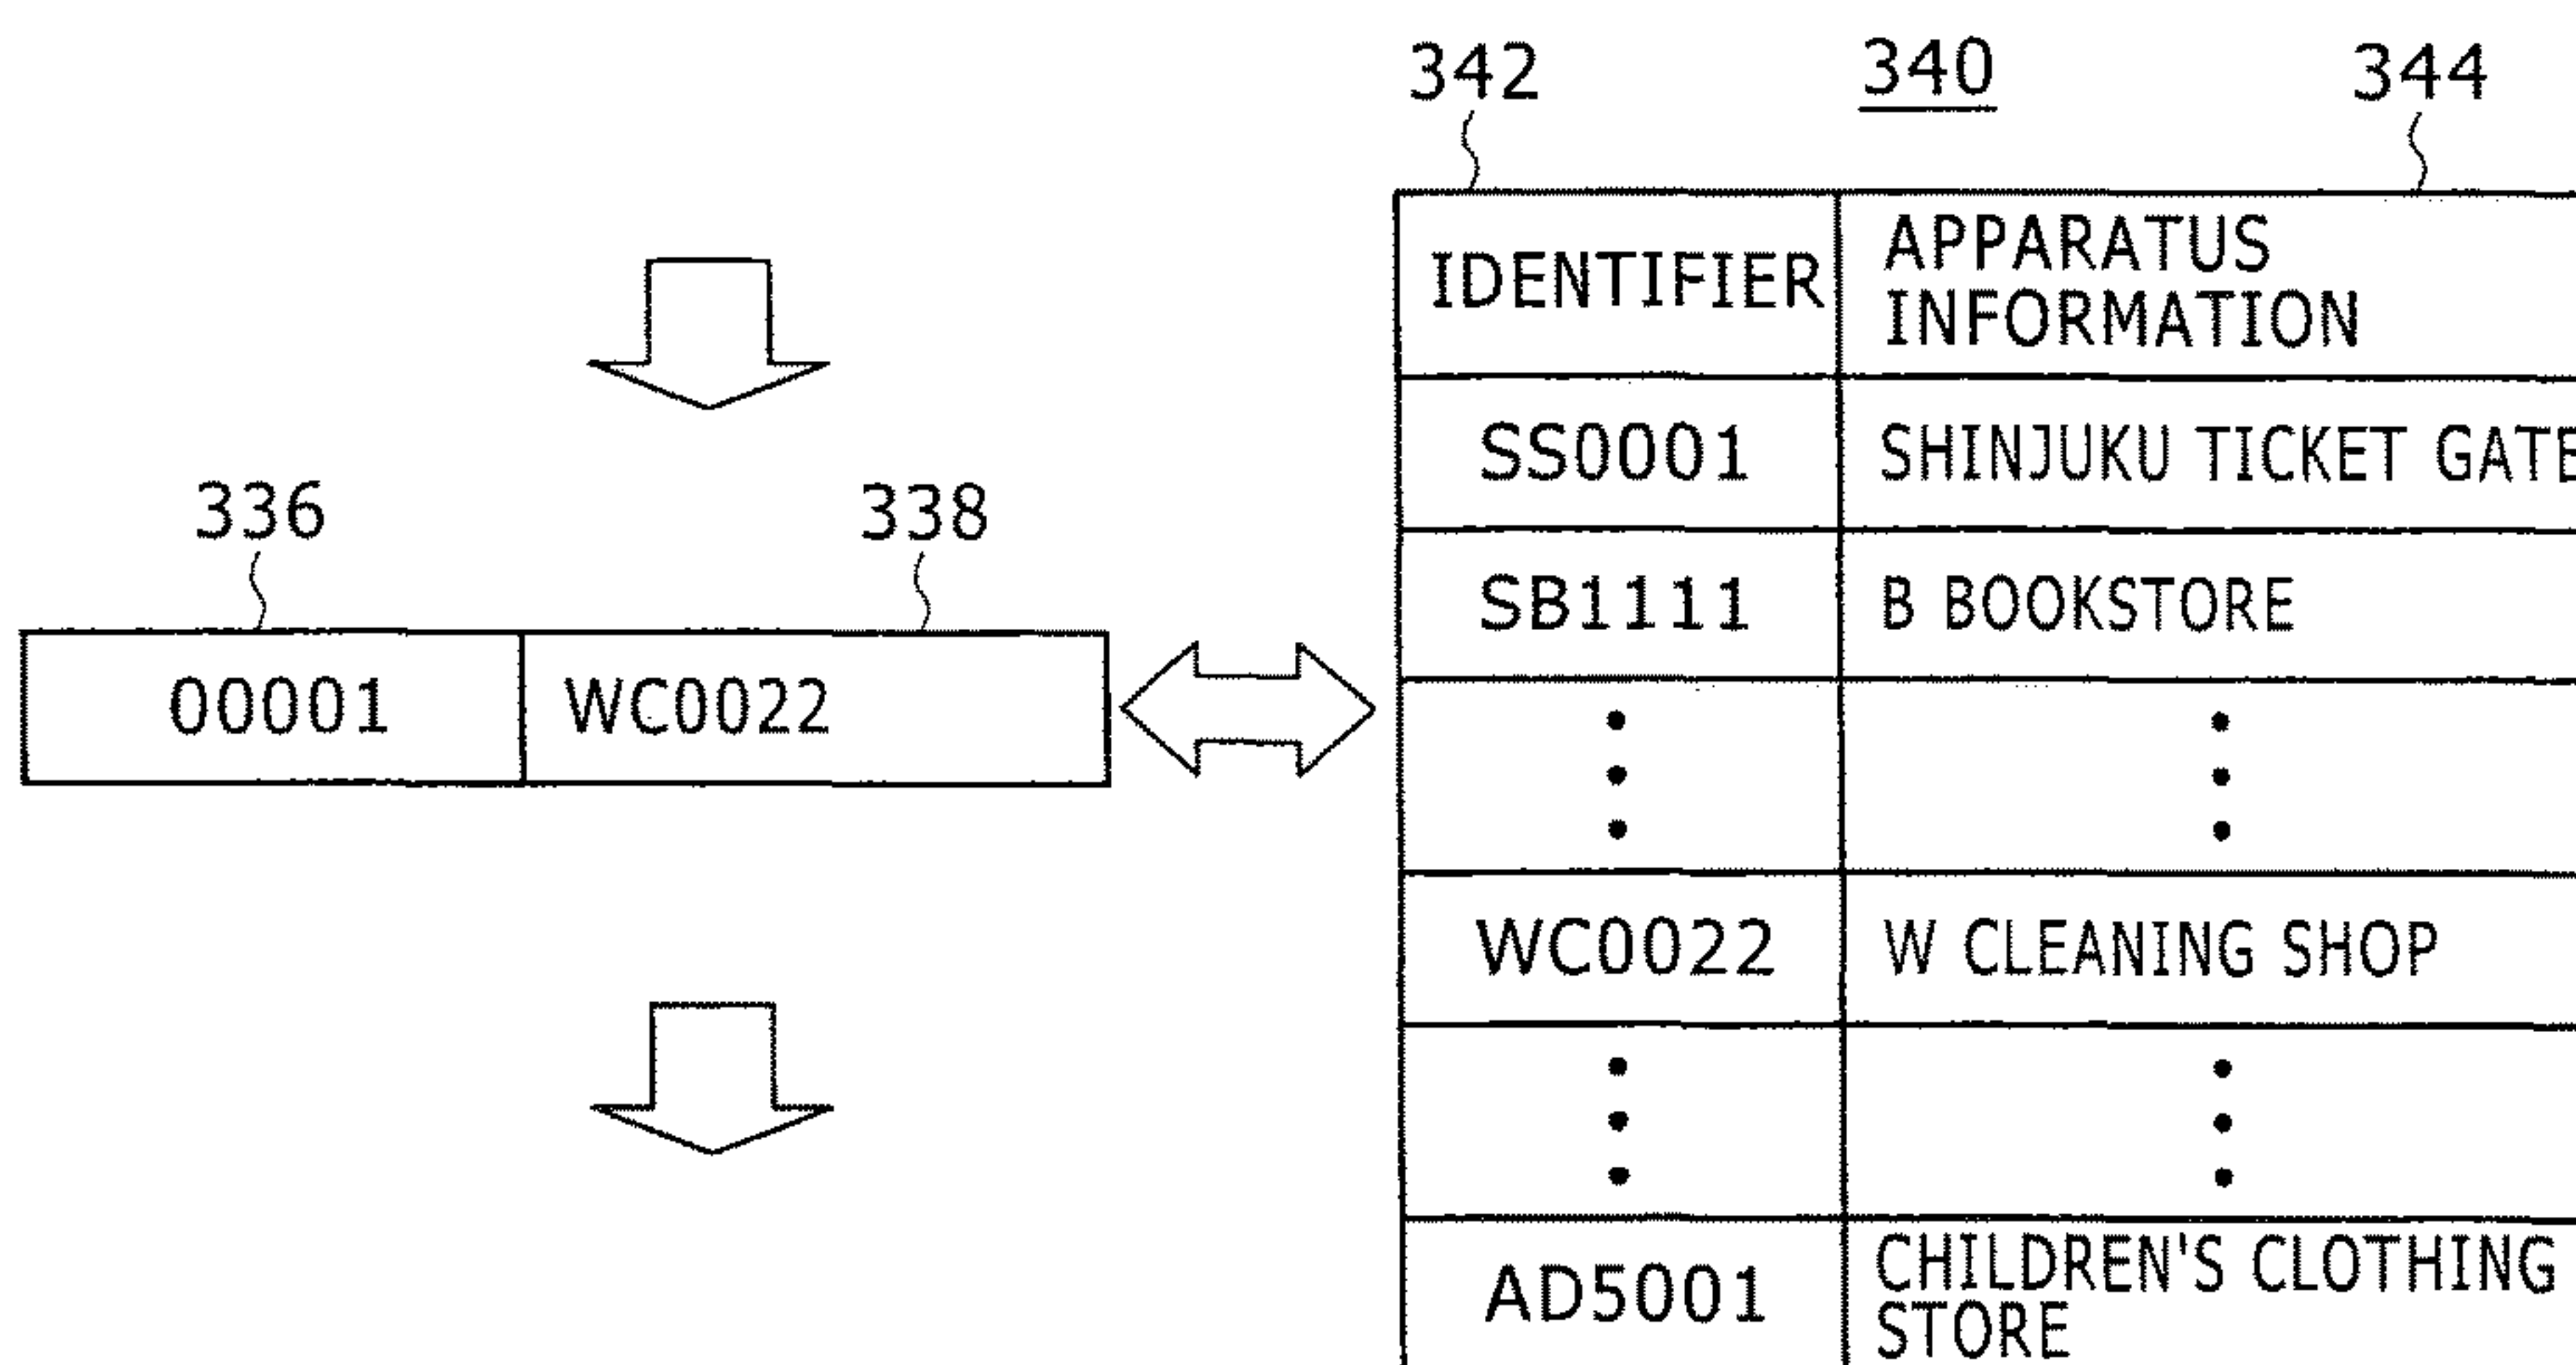 342
340
344
IDENTIFIER
APPARATUS
INFORMATION
SS0001
SHINJUKU TICKET GATE
SB1111
B BOOKSTORE
336
338
00001
WC0022
WC0022
W CLEANING SHOP
AD5001
CHILDREN'S CLOTHING
STORE